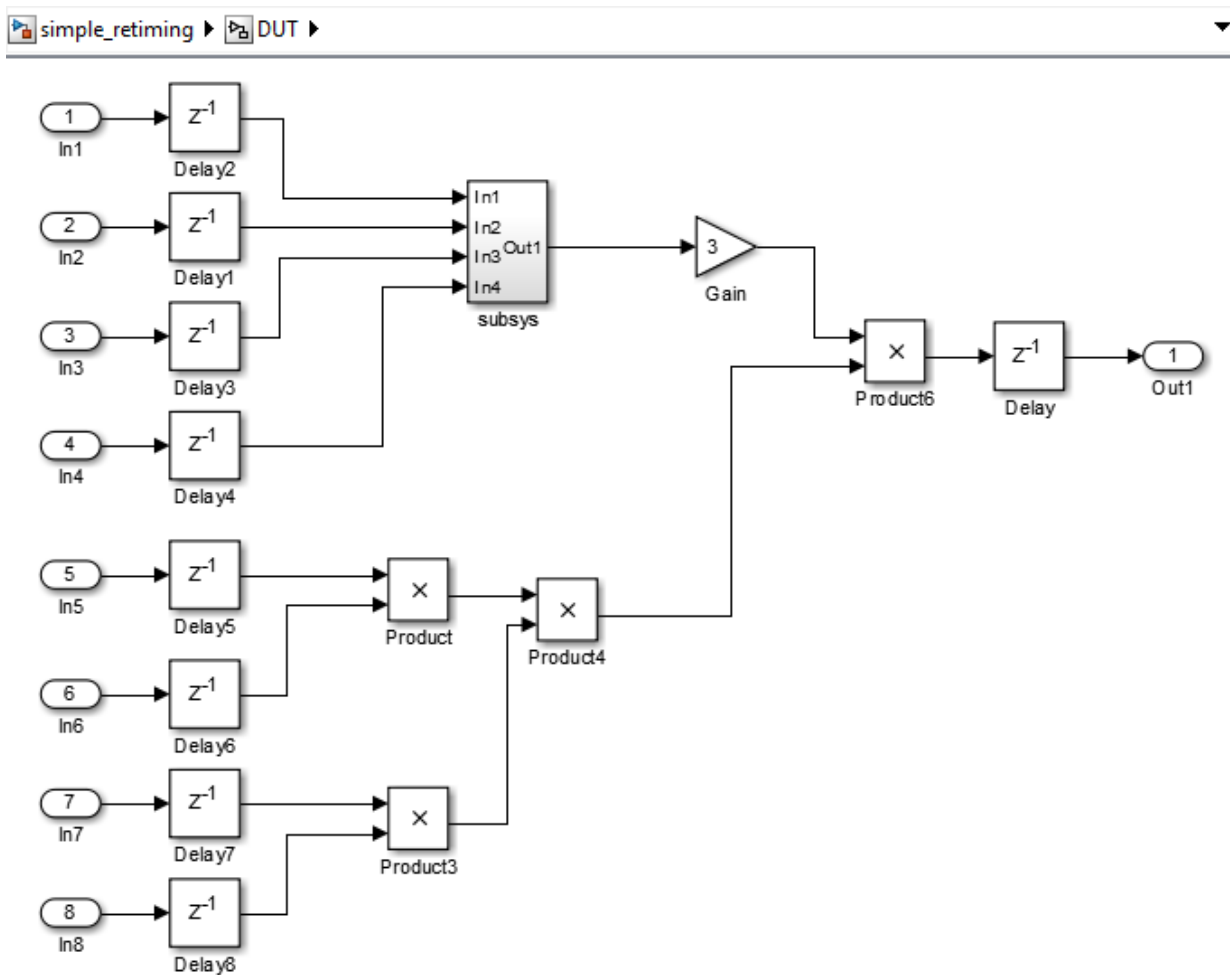 simple_retiming DUT
1
In1
z-1
Delay2
2
In2
z-1
Delay1
3
In3
z-1
Delay3
4
In4
z-1
Delay4
In1
In2
In3
In4
Out1
subsys
3
Gain
×
Product6
z-1
Delay
1
Out1
5
In5
z-1
Delay5
×
Product
×
Product4
6
In6
z-1
Delay6
7
In7
z-1
Delay7
×
Product3
8
In8
z-1
Delay8